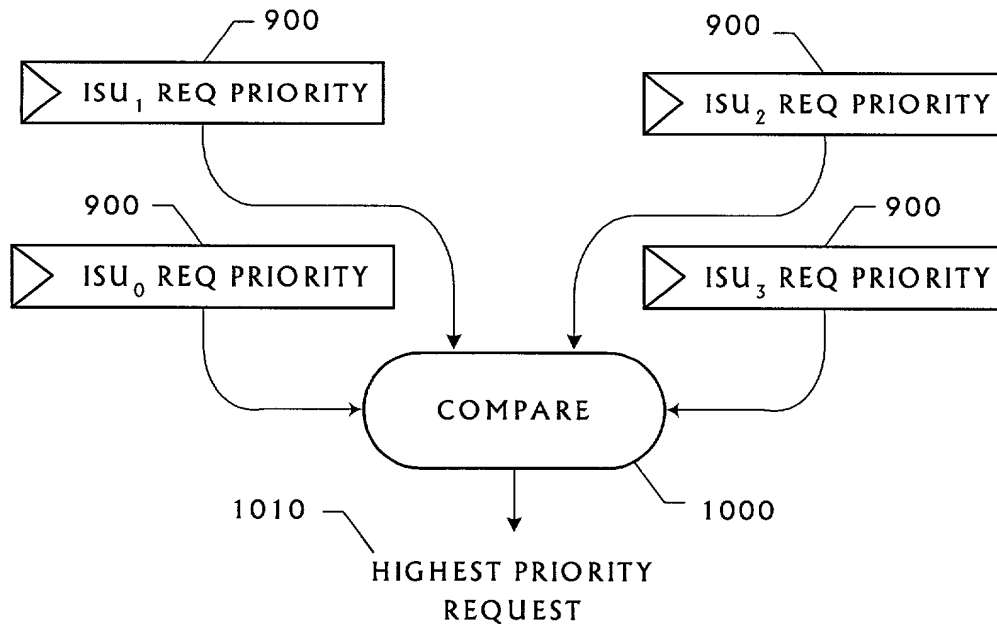 900
900
ISU₁ REQ PRIORITY
ISU₂ REQ PRIORITY
900
900
ISU₀ REQ PRIORITY
ISU₃ REQ PRIORITY
COMPARE
1010
1000
HIGHEST PRIORITY
REQUEST